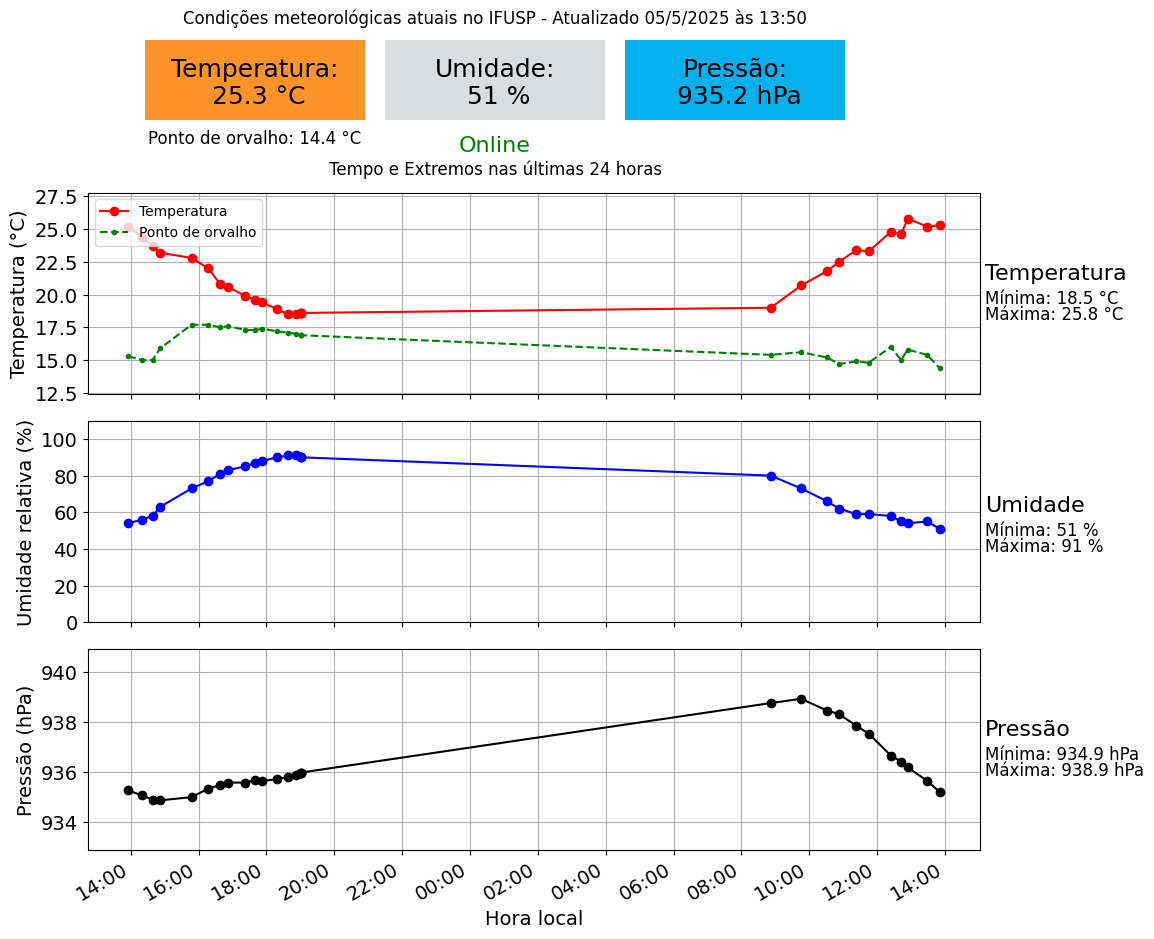 Condições meteorológicas atuais no IFUSP - Atualizado 05/5/2025 às 13:50
Temperatura:
25.3 °C
Umidade:
51 %
Pressão:
935.2 hPa
Ponto de orvalho: 14.4 °C
Online
Tempo e Extremos nas últimas 24 horas
Temperatura (°C)
27.5
25.0
22.5
20.0
17.5
15.0
12.5
Temperatura
Ponto de orvalho
Temperatura
Mínima: 18.5 °C
Máxima: 25.8 °C
Umidade relativa (%)
100
80
60
40
20
0
Umidade
Mínima: 51 %
Máxima: 91 %
Pressão (hPa)
940
938
936
934
Pressão
Mínima: 934.9 hPa
Máxima: 938.9 hPa
14:00 16:00 18:00 20:00 22:00 00:00 02:00 04:00 06:00 08:00 10:00 12:00 14:00
Hora local